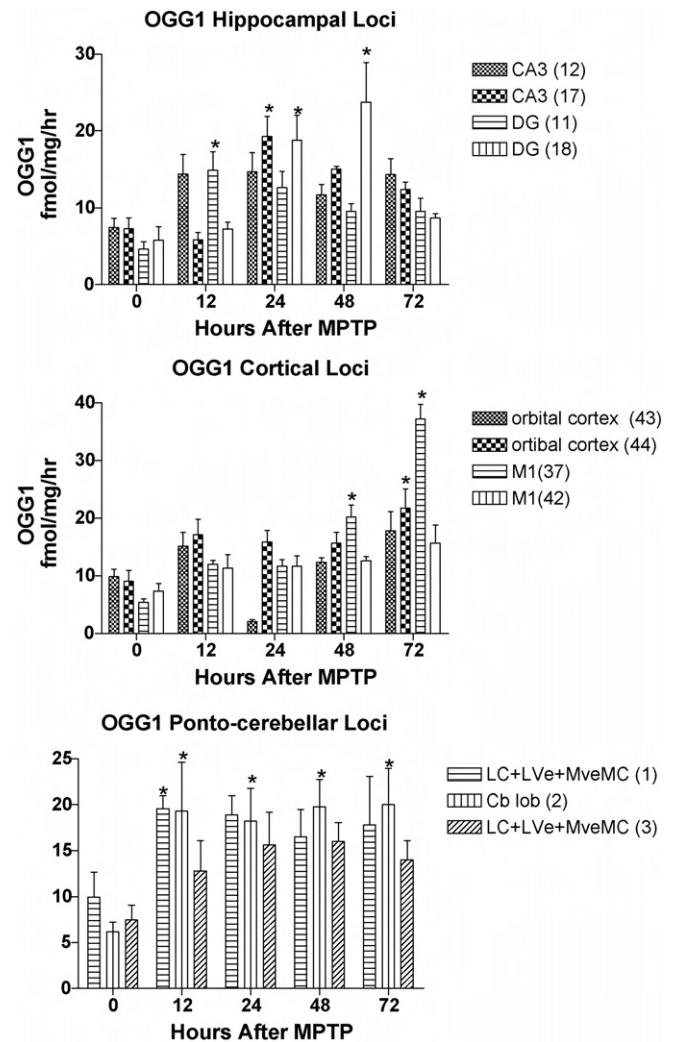 OGG1 Hippocampal Loci
OGG1
fmol/mg/hr
30
20
10
0
*
*
*
*
0 12 24 48 72
Hours After MPTP
CA3 (12)
CA3 (17)
DG (11)
DG (18)
OGG1 Cortical Loci
OGG1
fmol/mg/hr
40
30
20
10
0
*
*
*
0 12 24 48 72
Hours After MPTP
orbital cortex (43)
ortibal cortex (44)
M1(37)
M1(42)
OGG1 Ponto-cerebellar Loci
25
20
15
10
5
0
*
*
*
*
*
0 12 24 48 72
Hours After MPTP
LC+LVe+MveMC (1)
Cb lob (2)
LC+LVe+MveMC (3)